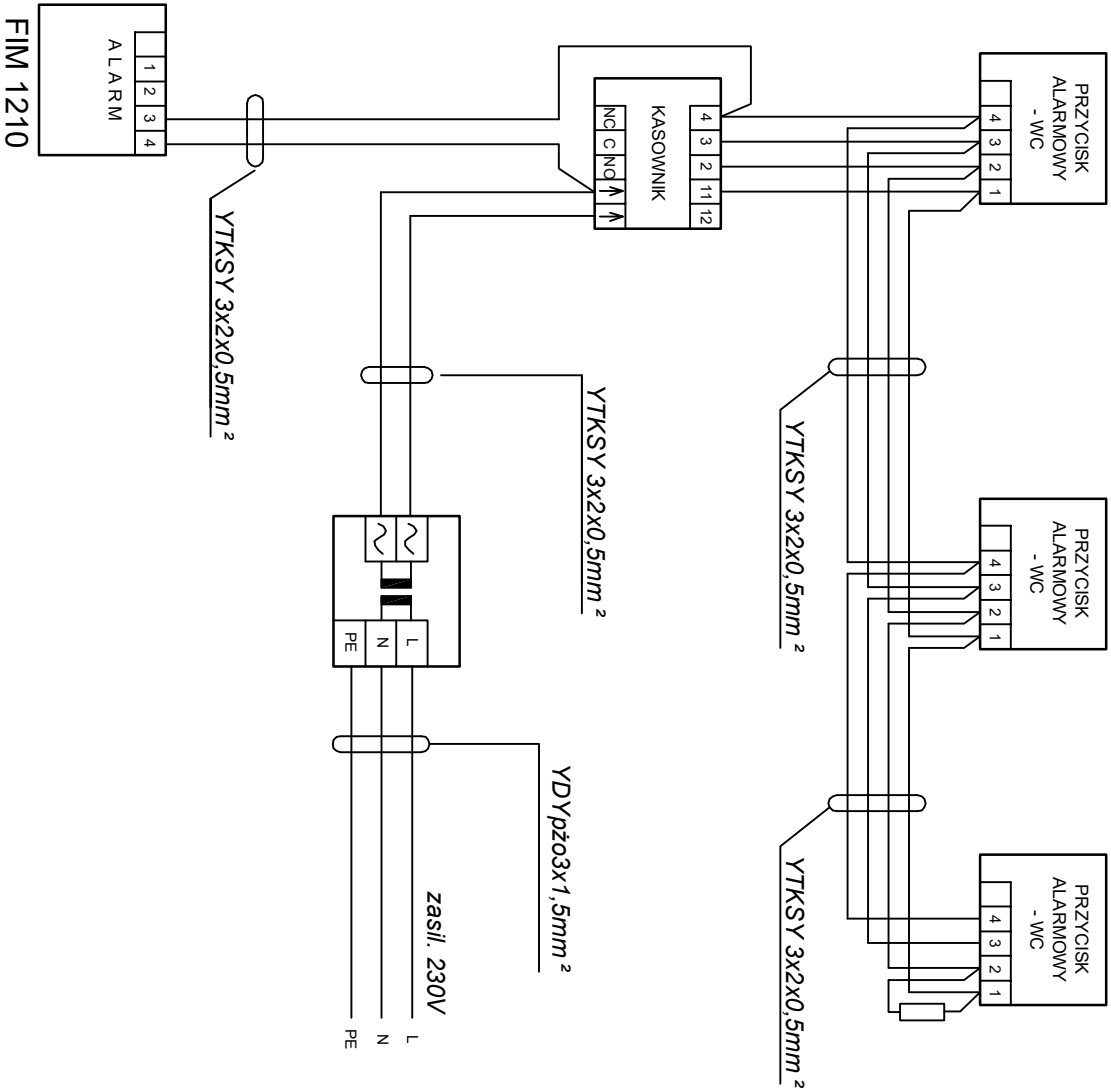 PRZYCISK
ALARMOWY
- WC
4
3
2
1
PRZYCISK
ALARMOWY
- WC
4
3
2
1
PRZYCISK
ALARMOWY
- WC
4
3
2
1
YTKSY 3x2x0,5mm²
YTKSY 3x2x0,5mm²
KASOWNIK
4
3
2
11
12
NC
C
NO
YTKSY 3x2x0,5mm²
L
N
PE
YDYpżo3x1,5mm²
zasil. 230V
L
N
PE
YTKSY 3x2x0,5mm²
ALARM
1
2
3
4
FIM 1210